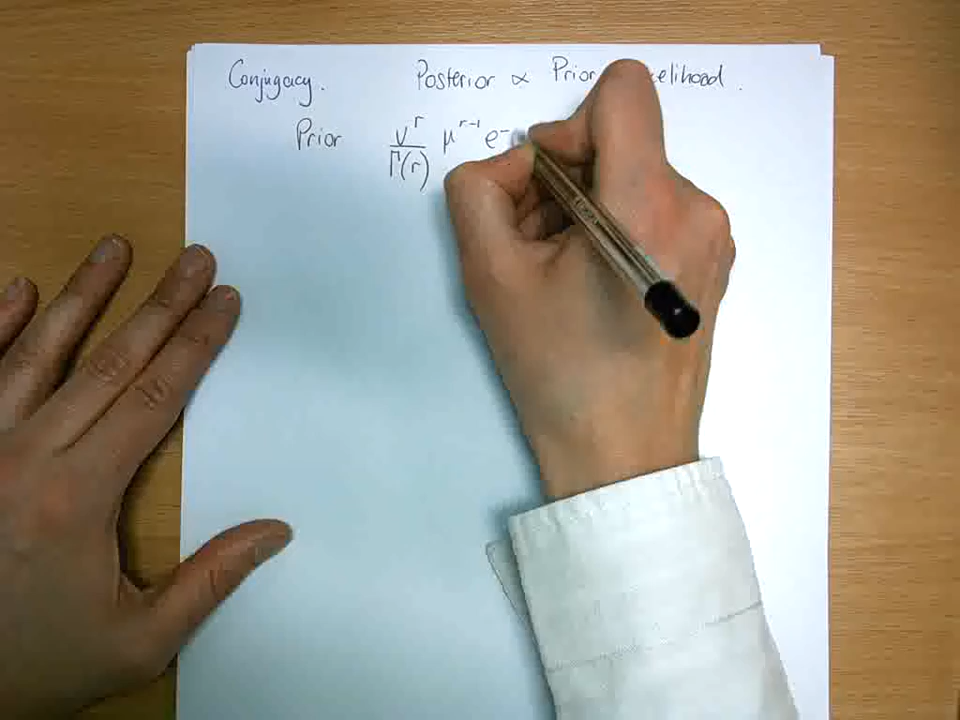 Conjugacy. Posterior ∝ Prior
Prior ν^r/Γ(r) μ^r-1 e^-